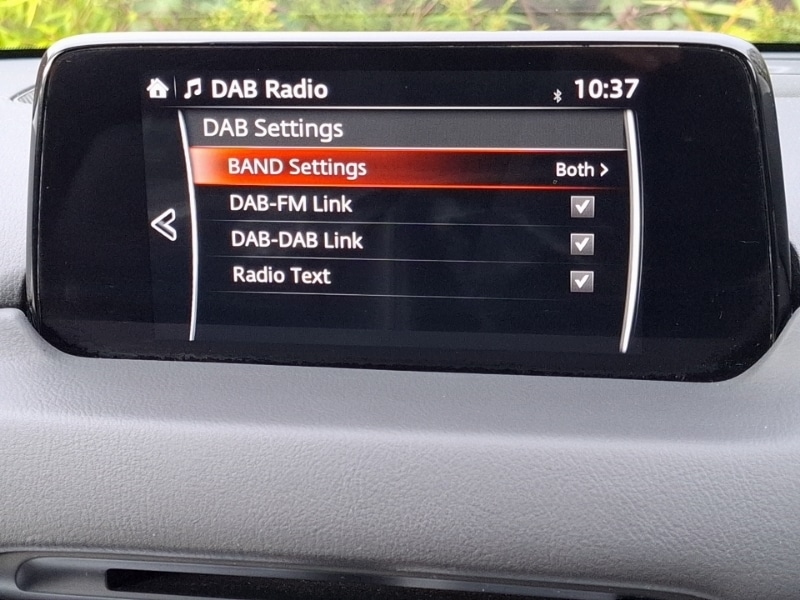 DAB Radio 10:37
DAB Settings
BAND Settings Both >
DAB-FM Link
DAB-DAB Link
Radio Text